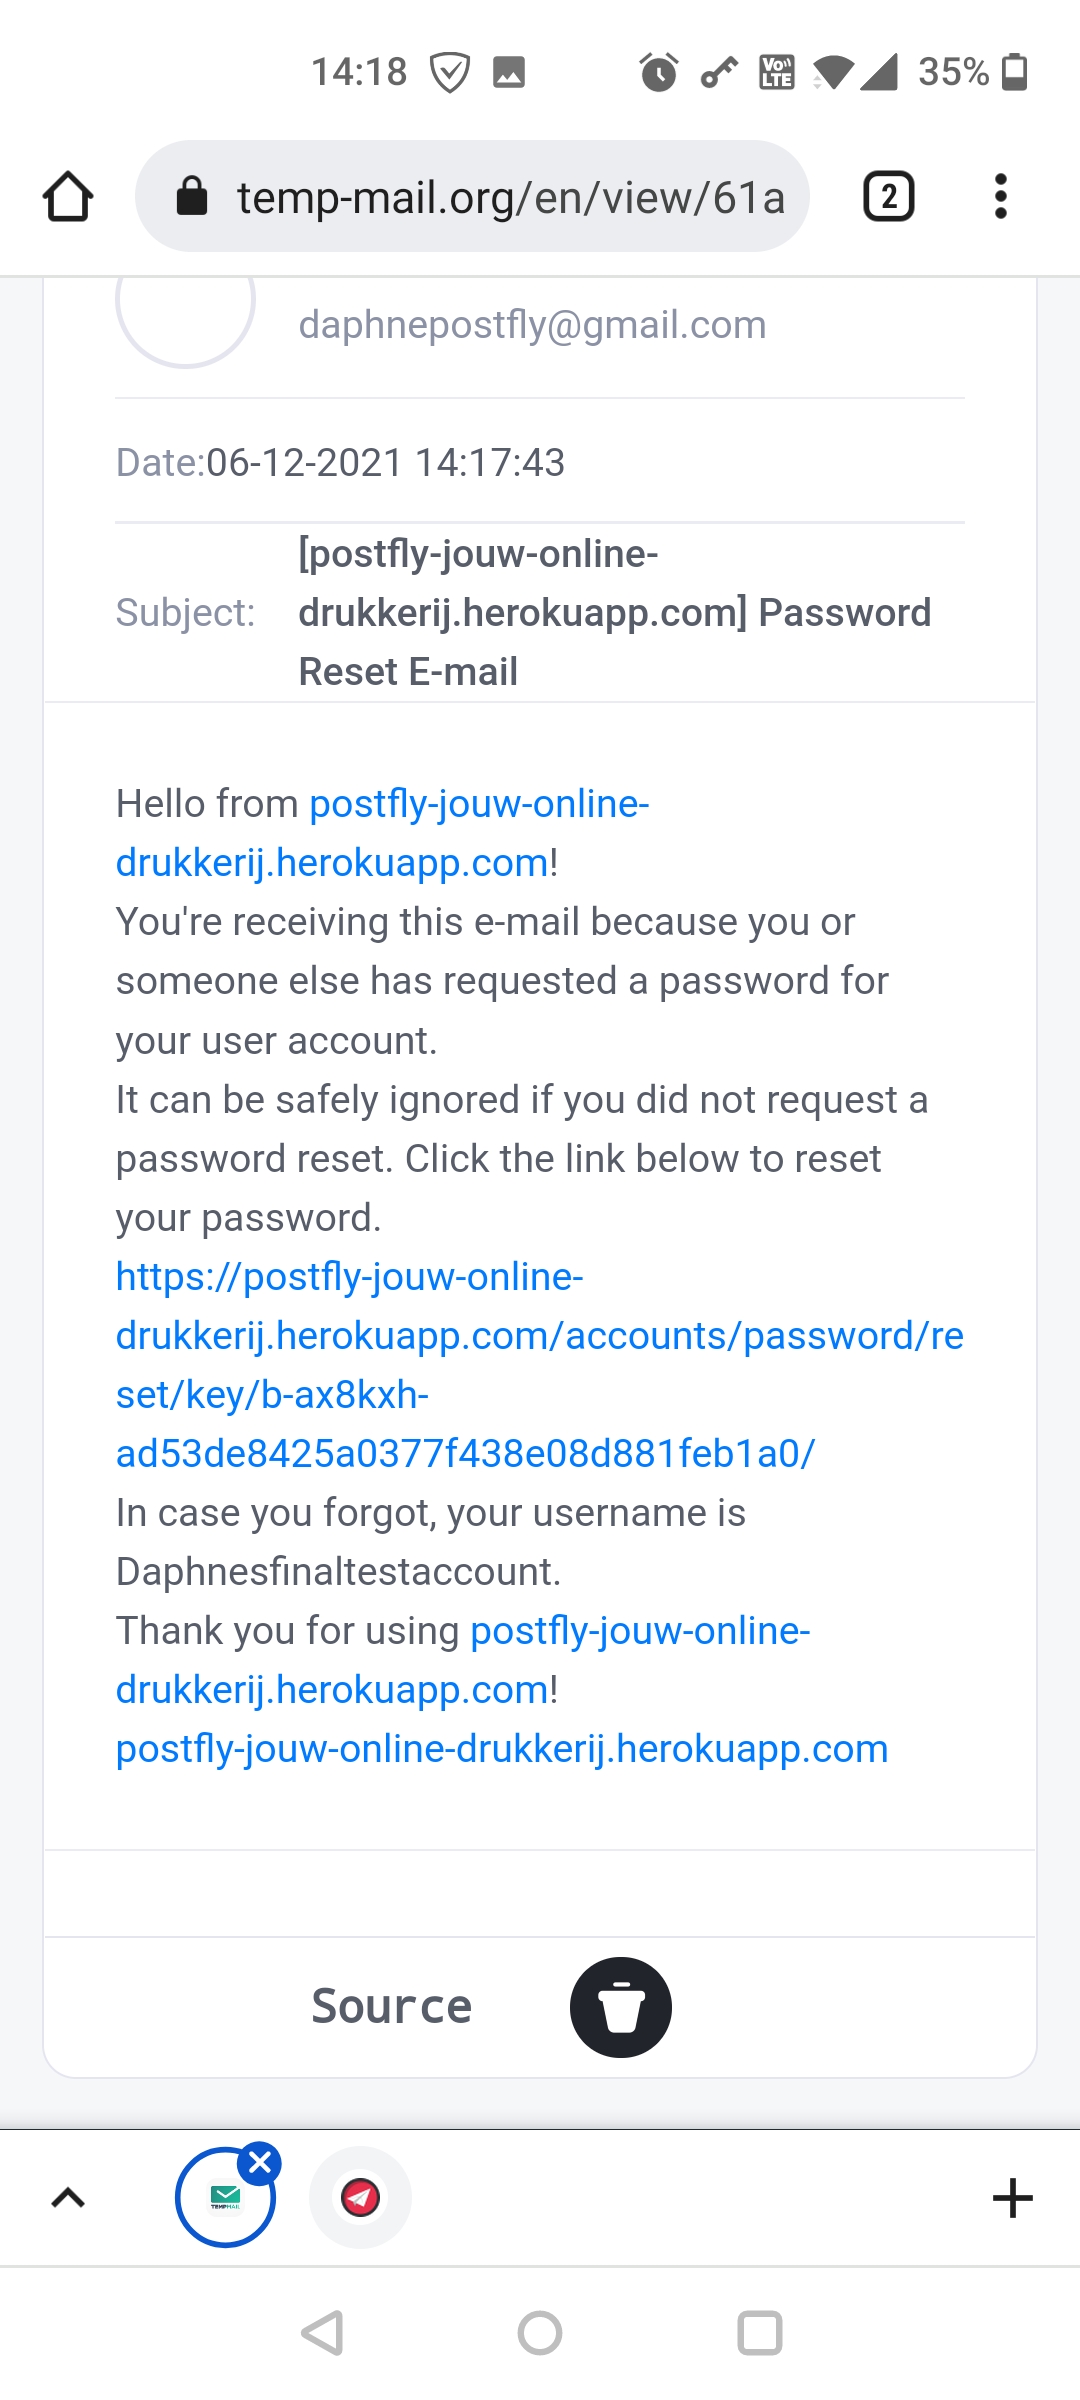 14:18
Vo LTE
35%
temp-mail.org/en/view/61a
2
daphnepostfly@gmail.com
Date:06-12-2021 14:17:43
[postfly-jouw-online-
Subject: drukkerij.herokuapp.com] Password
Reset E-mail
Hello from postfly-jouw-online-
drukkerij.herokuapp.com!
You're receiving this e-mail because you or
someone else has requested a password for
your user account.
It can be safely ignored if you did not request a
password reset. Click the link below to reset
your password.
https://postfly-jouw-online-
drukkerij.herokuapp.com/accounts/password/re
set/key/b-ax8kxh-
ad53de8425a0377f438e08d881feb1a0/
In case you forgot, your username is
Daphnesfinaltestaccount.
Thank you for using postfly-jouw-online-
drukkerij.herokuapp.com!
postfly-jouw-online-drukkerij.herokuapp.com
Source
TEMPMAIL